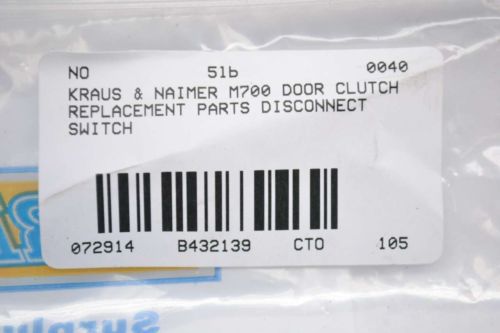 NO 51b 0040
KRAUS & NAIMER M700 DOOR CLUTCH
REPLACEMENT PARTS DISCONNECT
SWITCH
072914 B432139 CTO 105